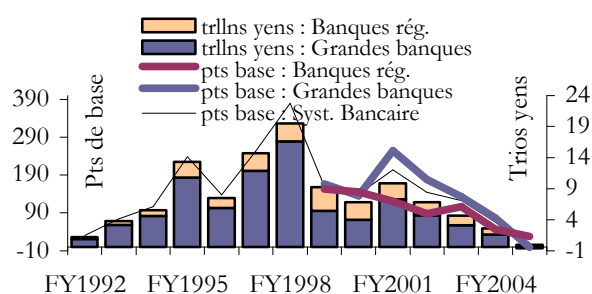 trllns yens : Banques rég.
trllns yens : Grandes banques
pts base : Banques rég.
pts base : Grandes banques
pts base : Syst. Bancaire
Pts de base
Trios yens
390
290
190
90
-10
24
19
14
9
4
-1
FY1992 FY1995 FY1998 FY2001 FY2004